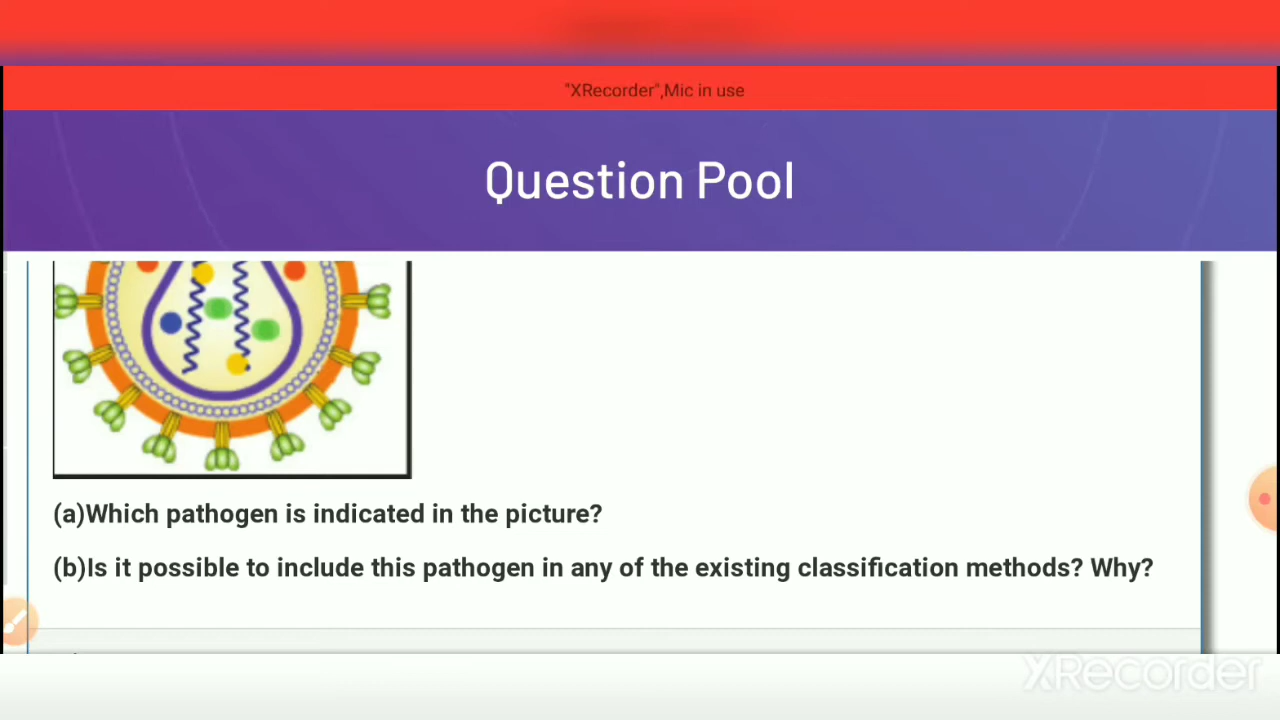 "XRecorder",Mic in use
Question Pool
(a)Which pathogen is indicated in the picture?
(b)Is it possible to include this pathogen in any of the existing classification methods? Why?
XRecorder